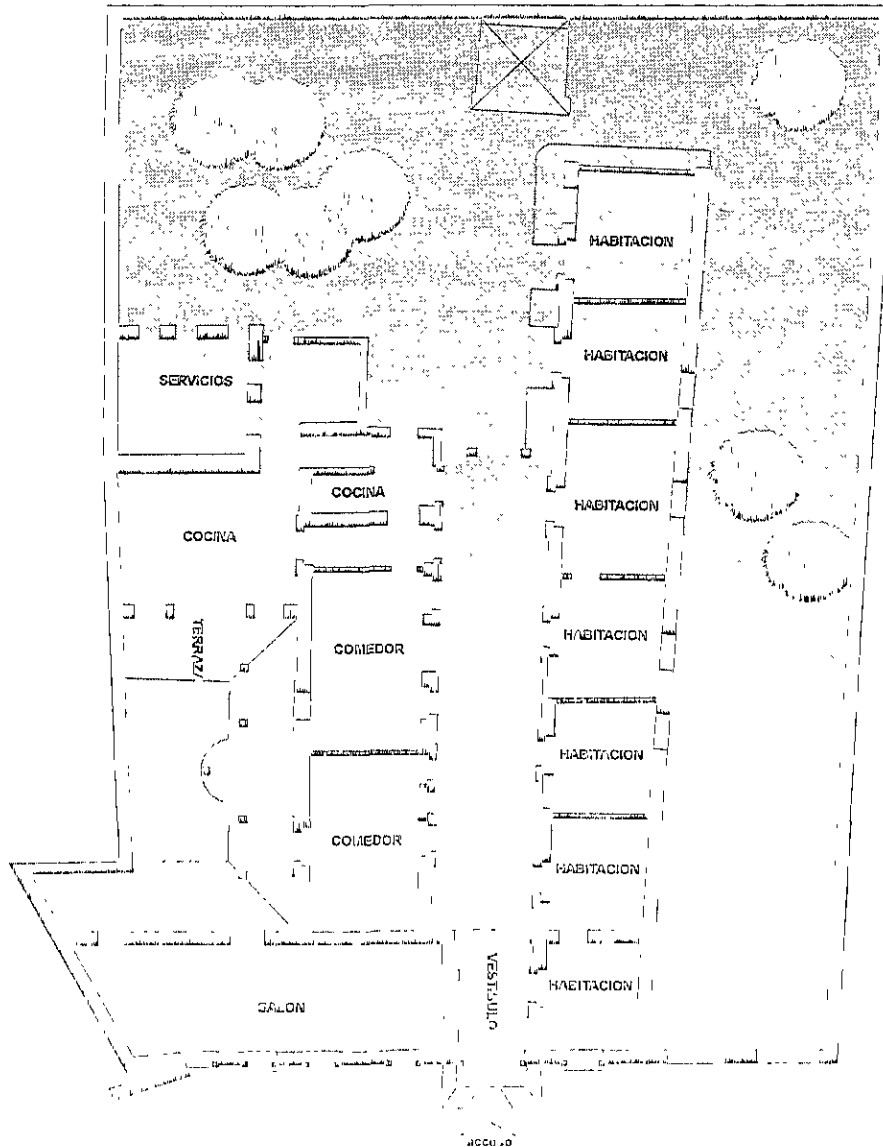 HABITACION
HABITACION
SERVICIOS
COCINA
HABITACION
COCINA
TERRAZA
HABITACION
COMEDOR
HABITACION
COMEDOR
HABITACION
VESTIBULO
HABITACION
SALON